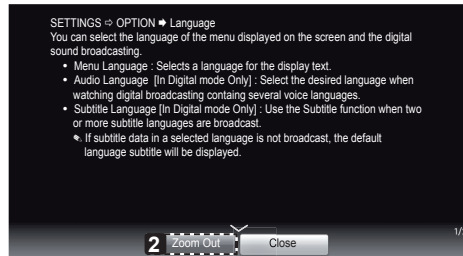 SETTINGS ⇨ OPTION ➡ Language
You can select the language of the menu displayed on the screen and the digital
sound broadcasting.
• Menu Language : Selects a language for the display text.
• Audio Language [In Digital mode Only] : Select the desired language when
watching digital broadcasting containg several voice languages.
• Subtitle Language [In Digital mode Only] : Use the Subtitle function when two
or more subtitle languages are broadcast.
✎ If subtitle data in a selected language is not broadcast, the default
language subtitle will be displayed.
2 Zoom Out Close